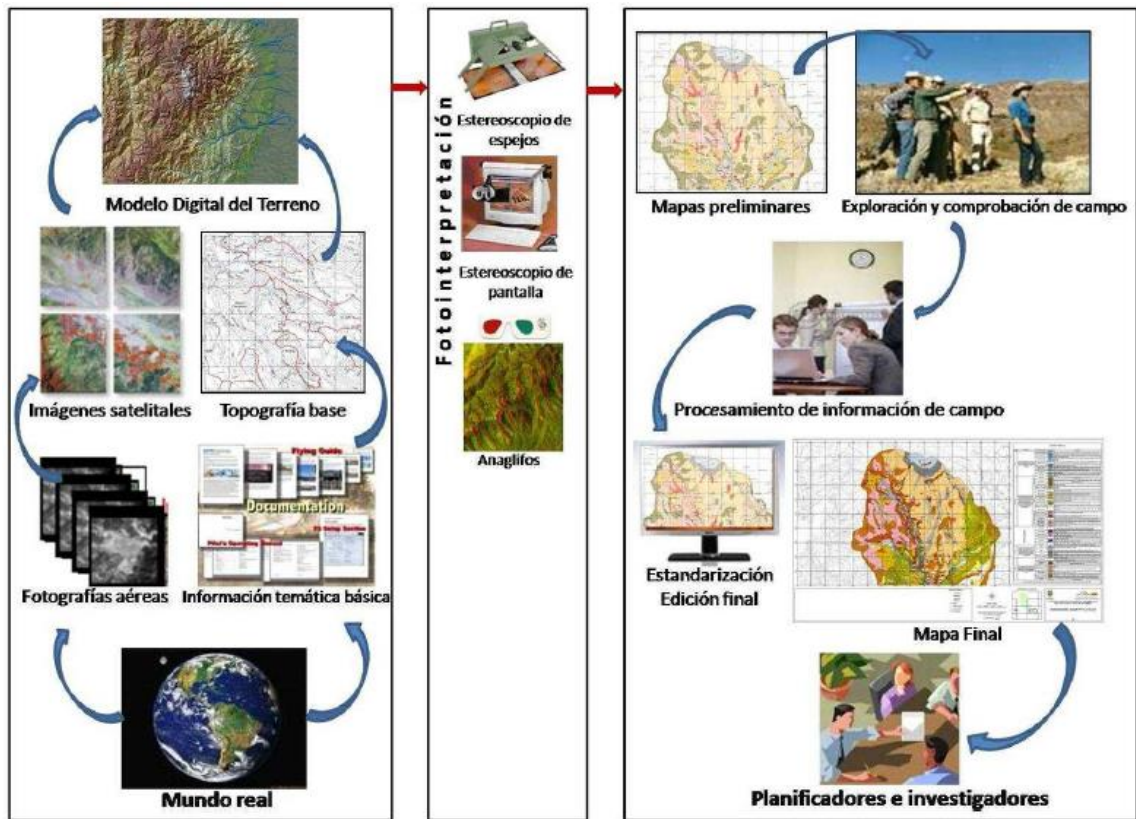 Modelo Digital del Terreno
Imágenes satelitales
Topografía base
Flying Guide
Documentation
Fotografías aéreas
Información temática básica
Mundo real
Fotointerpretación
Estereoscopio de
espejos
Estereoscopio de
pantalla
Anaglífos
Mapas preliminares
Exploración y comprobación de campo
Procesamiento de información de campo
Estandarización
Edición final
Mapa Final
Planificadores e investigadores